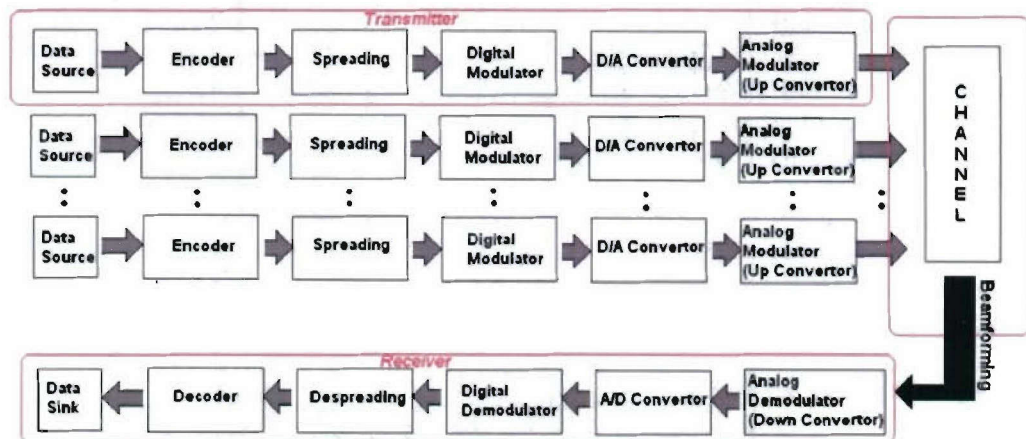 Transmitter
Data Source
Encoder
Spreading
Digital Modulator
D/A Convertor
Analog Modulator (Up Convertor)
Data Source
Encoder
Spreading
Digital Modulator
D/A Convertor
Analog Modulator (Up Convertor)
Data Source
Encoder
Spreading
Digital Modulator
D/A Convertor
Analog Modulator (Up Convertor)
CHANNEL
Beamforming
Receiver
Data Sink
Decoder
Despreading
Digital Demodulator
A/D Convertor
Analog Demodulator (Down Convertor)